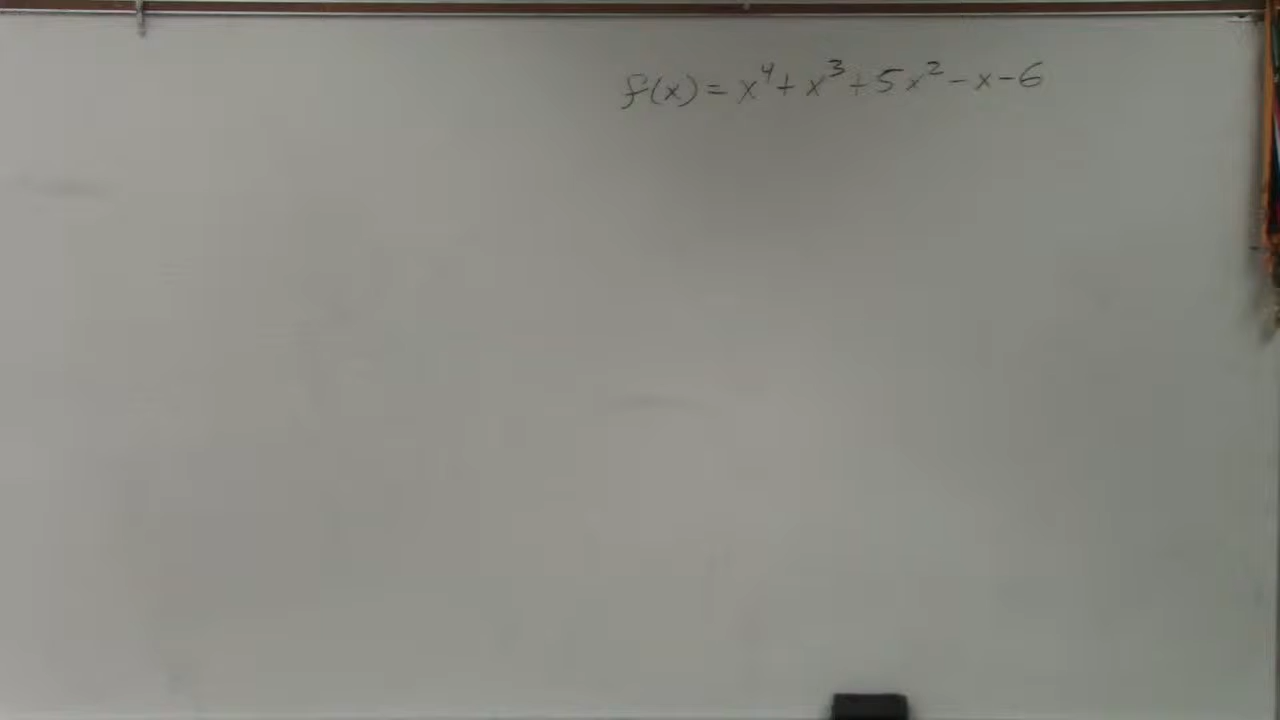 f(x) = x⁴ + x³ + 5x² - x - 6